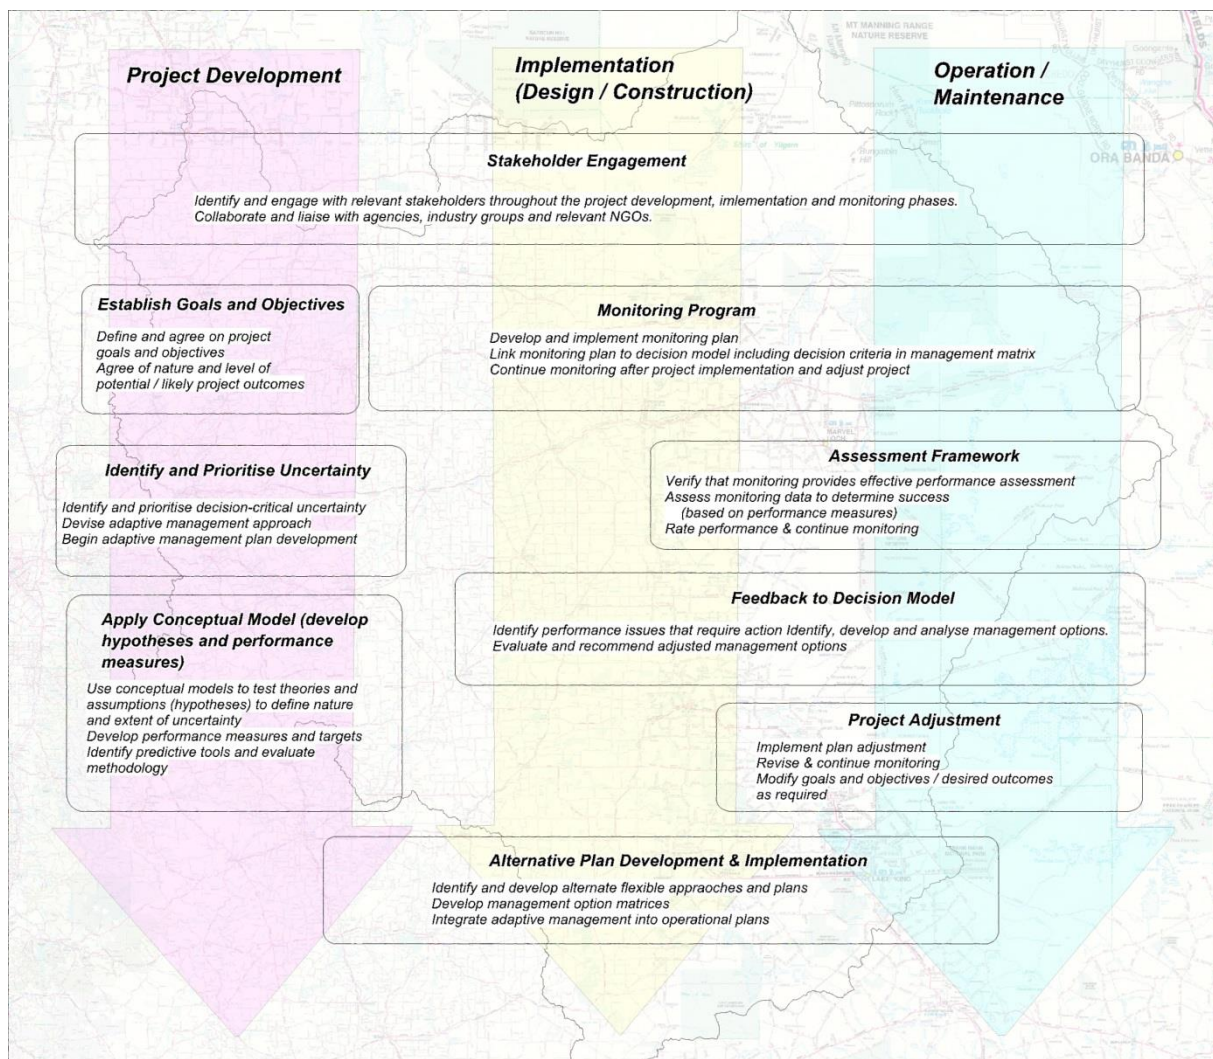 Project Development
Implementation
(Design / Construction)
Operation /
Maintenance
MT MANNING RANGE
NATURE RESERVE
ORA BANDA
Stakeholder Engagement
Identify and engage with relevant stakeholders throughout the project development, imlementation and monitoring phases.
Collaborate and liaise with agencies, industry groups and relevant NGOs.
Establish Goals and Objectives
Define and agree on project
goals and objectives
Agree of nature and level of
potential / likely project outcomes
Monitoring Program
Develop and implement monitoring plan
Link monitoring plan to decision model including decision criteria in management matrix
Continue monitoring after project implementation and adjust project
Identify and Prioritise Uncertainty
Identify and prioritise decision-critical uncertainty
Devise adaptive management approach
Begin adaptive management plan development
Assessment Framework
Verify that monitoring provides effective performance assessment
Assess monitoring data to determine success
(based on performance measures)
Rate performance & continue monitoring
Apply Conceptual Model (develop
hypotheses and performance
measures)
Use conceptual models to test theories and
assumptions (hypotheses) to define nature
and extent of uncertainty
Develop performance measures and targets
Identify predictive tools and evaluate
methodology
Feedback to Decision Model
Identify performance issues that require action Identify, develop and analyse management options.
Evaluate and recommend adjusted management options
Project Adjustment
Implement plan adjustment
Revise & continue monitoring
Modify goals and objectives / desired outcomes
as required
Alternative Plan Development & Implementation
Identify and develop alternate flexible appraoches and plans
Develop management option matrices
Integrate adaptive management into operational plans